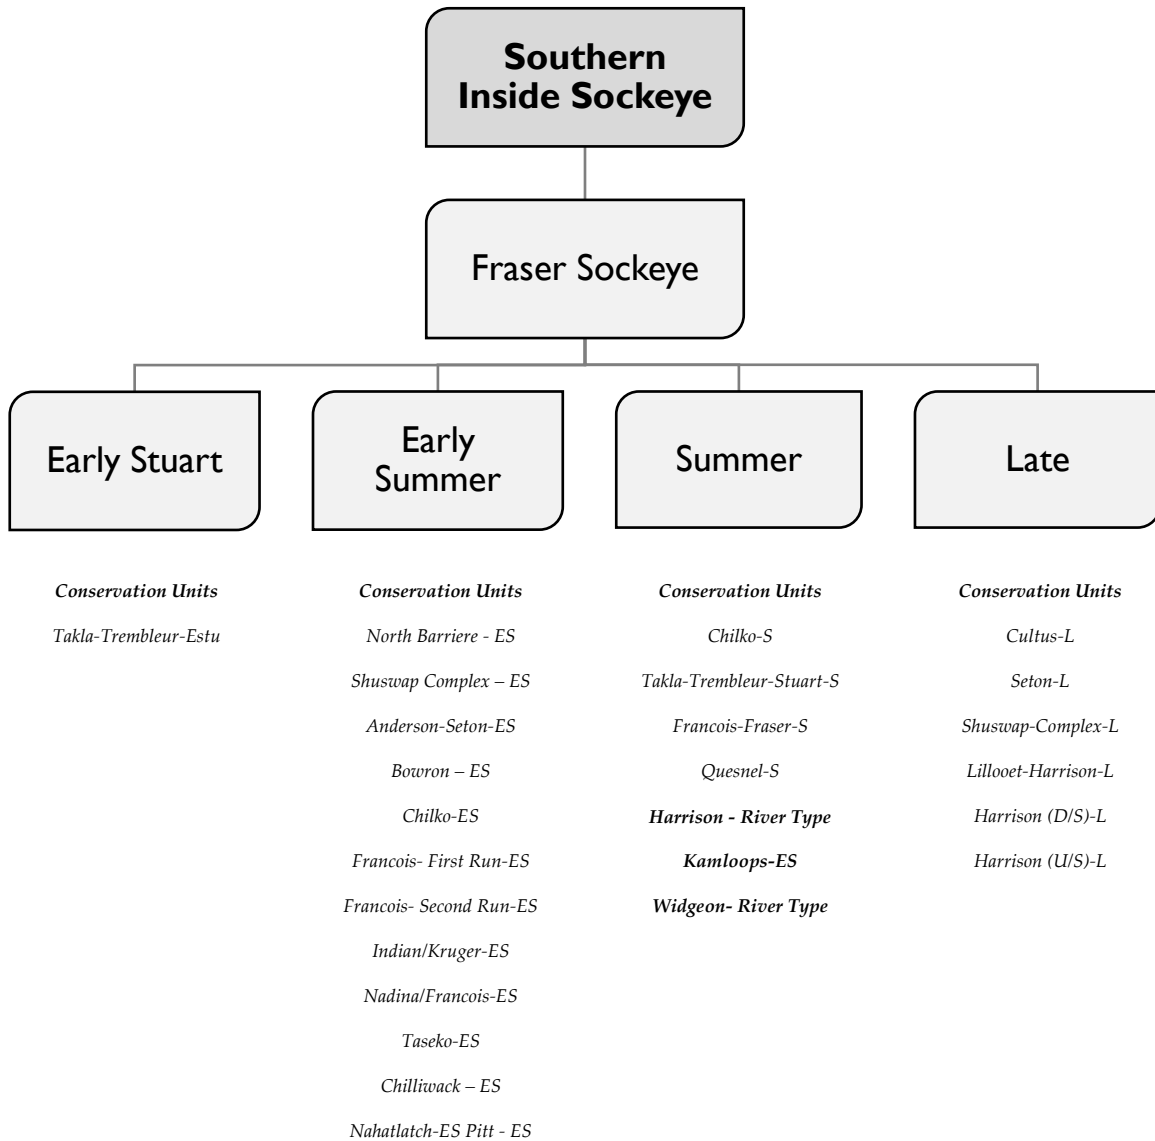 Southern
Inside Sockeye
Fraser Sockeye
Early Stuart
Early
Summer
Summer
Late
Conservation Units
Takla-Trembleur-Estu
Conservation Units
North Barriere - ES
Shuswap Complex – ES
Anderson-Seton-ES
Bowron – ES
Chilko-ES
Francois- First Run-ES
Francois- Second Run-ES
Indian/Kruger-ES
Nadina/Francois-ES
Taseko-ES
Chilliwack – ES
Nahatlatch-ES Pitt - ES
Conservation Units
Chilko-S
Takla-Trembleur-Stuart-S
Francois-Fraser-S
Quesnel-S
Harrison - River Type
Kamloops-ES
Widgeon- River Type
Conservation Units
Cultus-L
Seton-L
Shuswap-Complex-L
Lillooet-Harrison-L
Harrison (D/S)-L
Harrison (U/S)-L